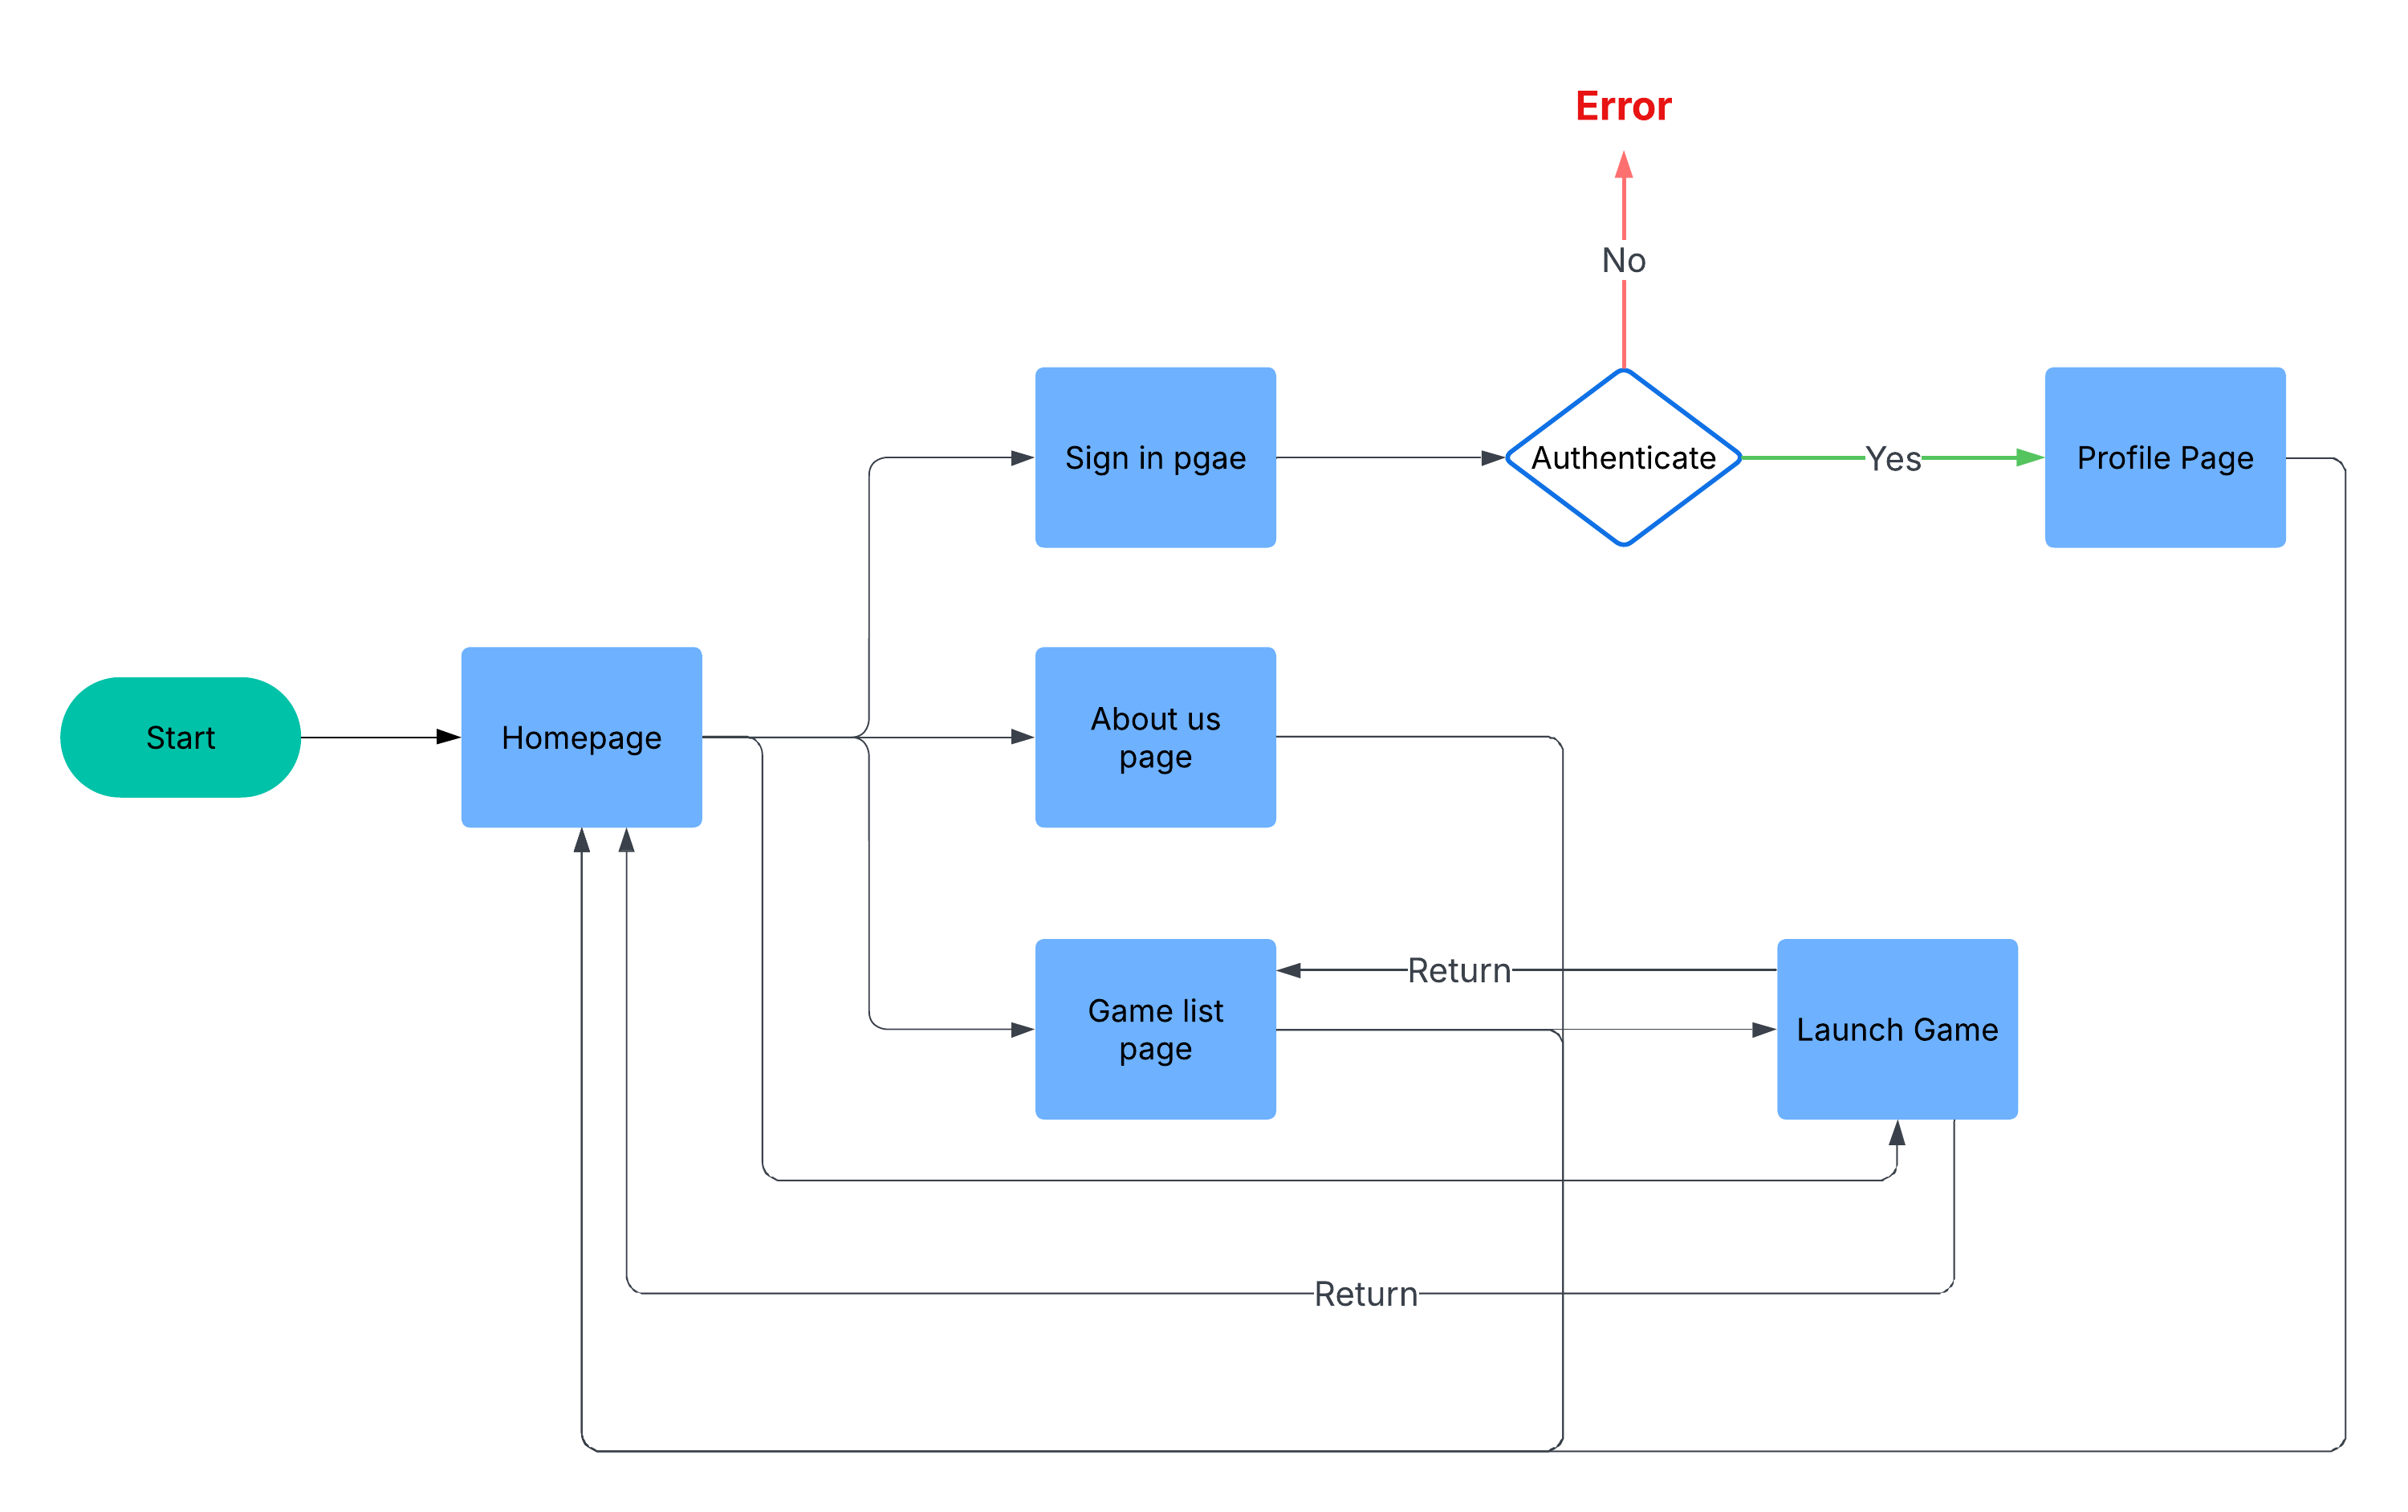 Error
No
Sign in pgae
Authenticate
Yes
Profile Page
Start
Homepage
About us
page
Return
Game list
page
Launch Game
Return